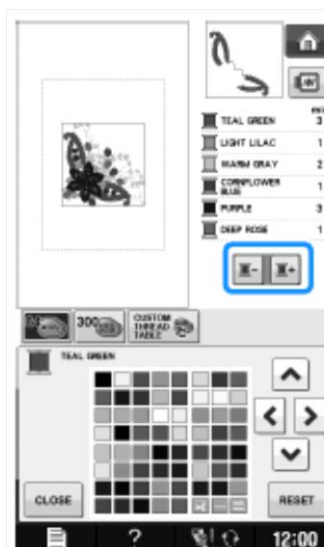 TEAL GREEN 3
LIGHT LILAC 1
WARM GRAY 2
CORNFLOWER BLUE 1
PURPLE 3
DEEP ROSE 1
- +
300
CUSTOM THREAD TABLE
TEAL GREEN
CLOSE
RESET
?
12:00